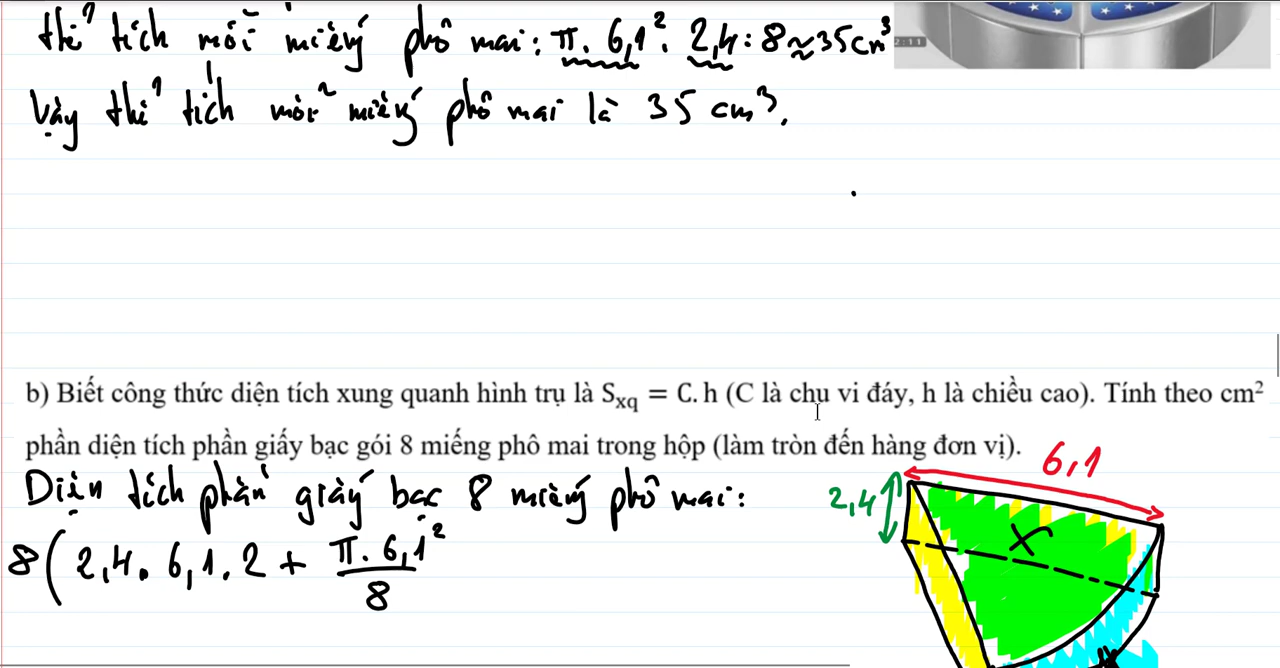 thể tích mỗi miếng phô mai: π. 6,1². 2,4 : 8 ≈ 35 cm³
Vậy thể tích mỗi miếng phô mai là 35 cm³.
b) Biết công thức diện tích xung quanh hình trụ là Sxq = C. h (C là chu vi đáy, h là chiều cao). Tính theo cm²
phần diện tích phần giấy bạc gói 8 miếng phô mai trong hộp (làm tròn đến hàng đơn vị).
6,1
Diện tích phần giấy bạc 8 miếng phô mai:
2,4
8(2,4. 6,1. 2 + π. 6,1²/8